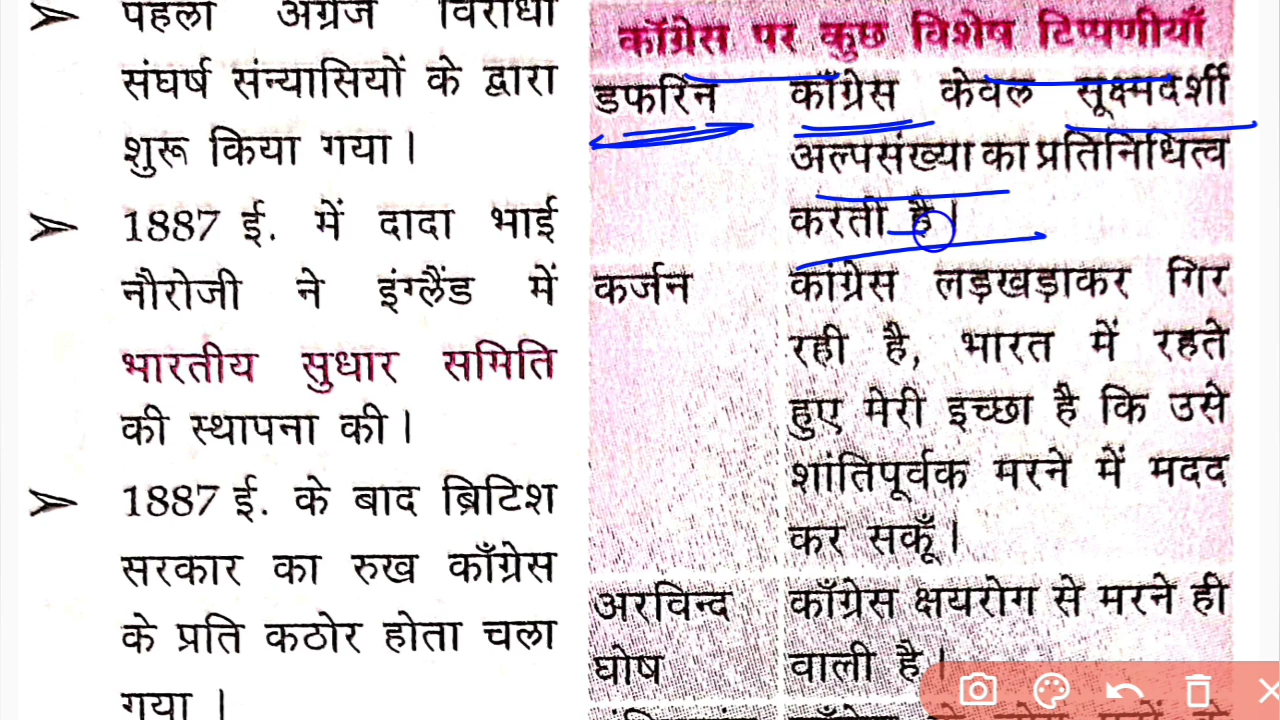 पहला अंग्रेज विरोधी
संघर्ष संन्यासियों के द्वारा
शुरू किया गया।
➢ 1887 ई. में दादा भाई
नौरोजी ने इंग्लैंड में
भारतीय सुधार समिति
की स्थापना की।
➢ 1887 ई. के बाद ब्रिटिश
सरकार का रुख काँग्रेस
के प्रति कठोर होता चला
गया ।
काँग्रेस पर कुछ विशेष टिप्पणीयाँ
डफरिन काँग्रेस केवल सूक्ष्मदर्शी
अल्पसंख्या का प्रतिनिधित्व
करती है।
कर्जन कांग्रेस लड़खड़ाकर गिर
रही है, भारत में रहते
हुए मेरी इच्छा है कि उसे
शांतिपूर्वक मरने में मदद
कर सकूँ।
अरविन्द काँग्रेस क्षयरोग से मरने ही
घोष वाली है।